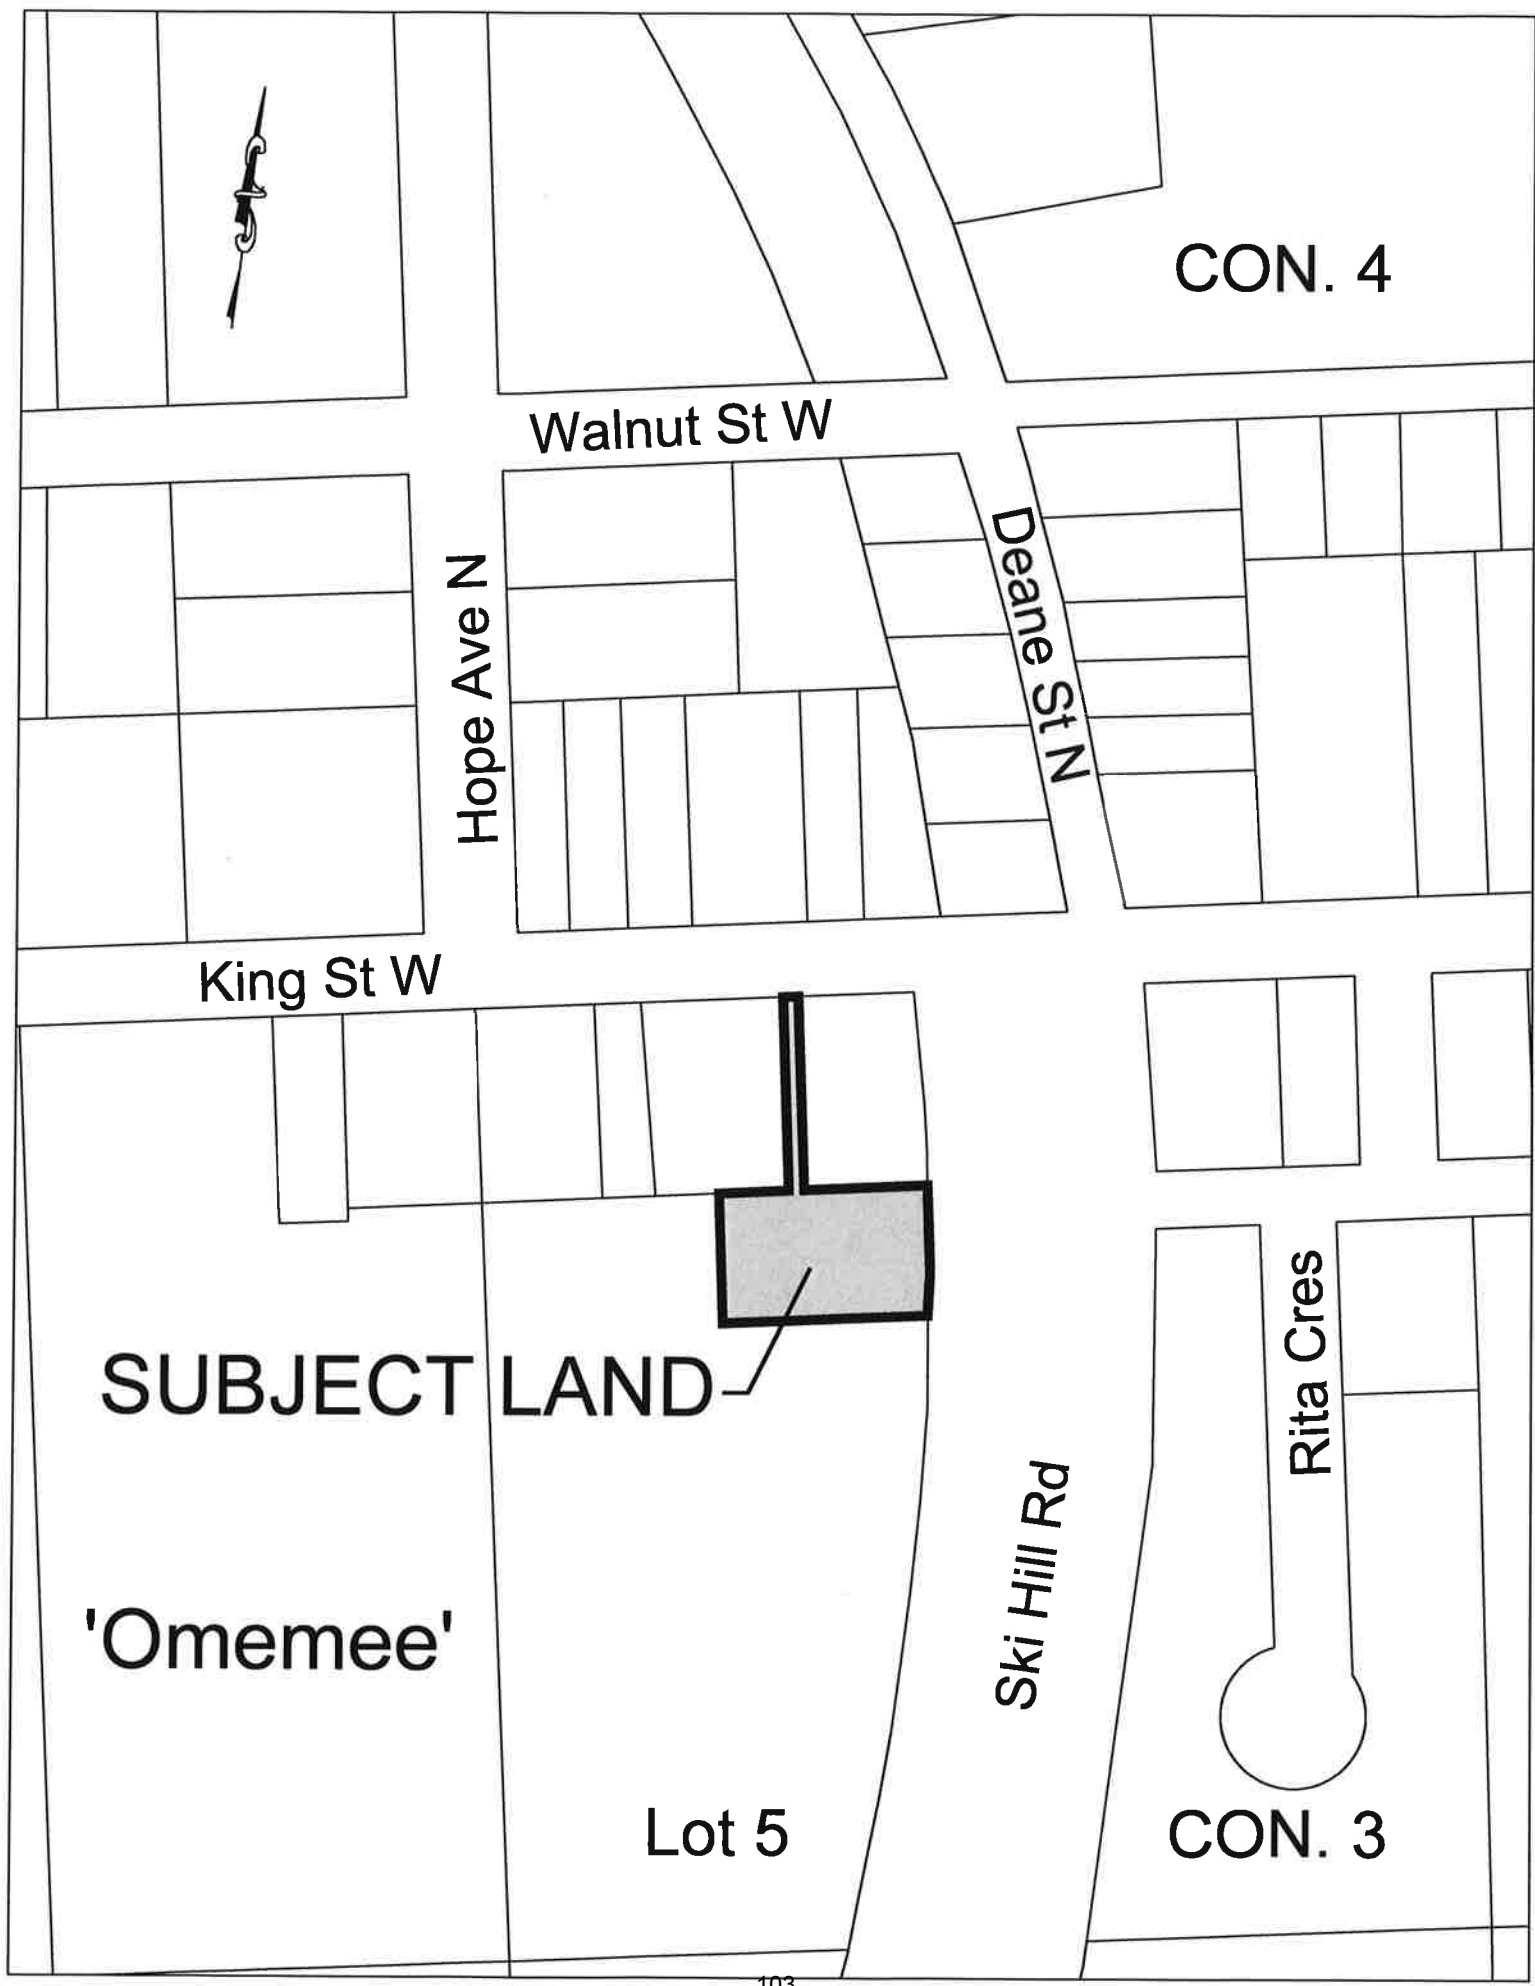 CON. 4
Walnut St W
Hope Ave N
Deane St N
King St W
SUBJECT LAND
Rita Cres
Ski Hill Rd
'Omemee'
Lot 5
CON. 3
103